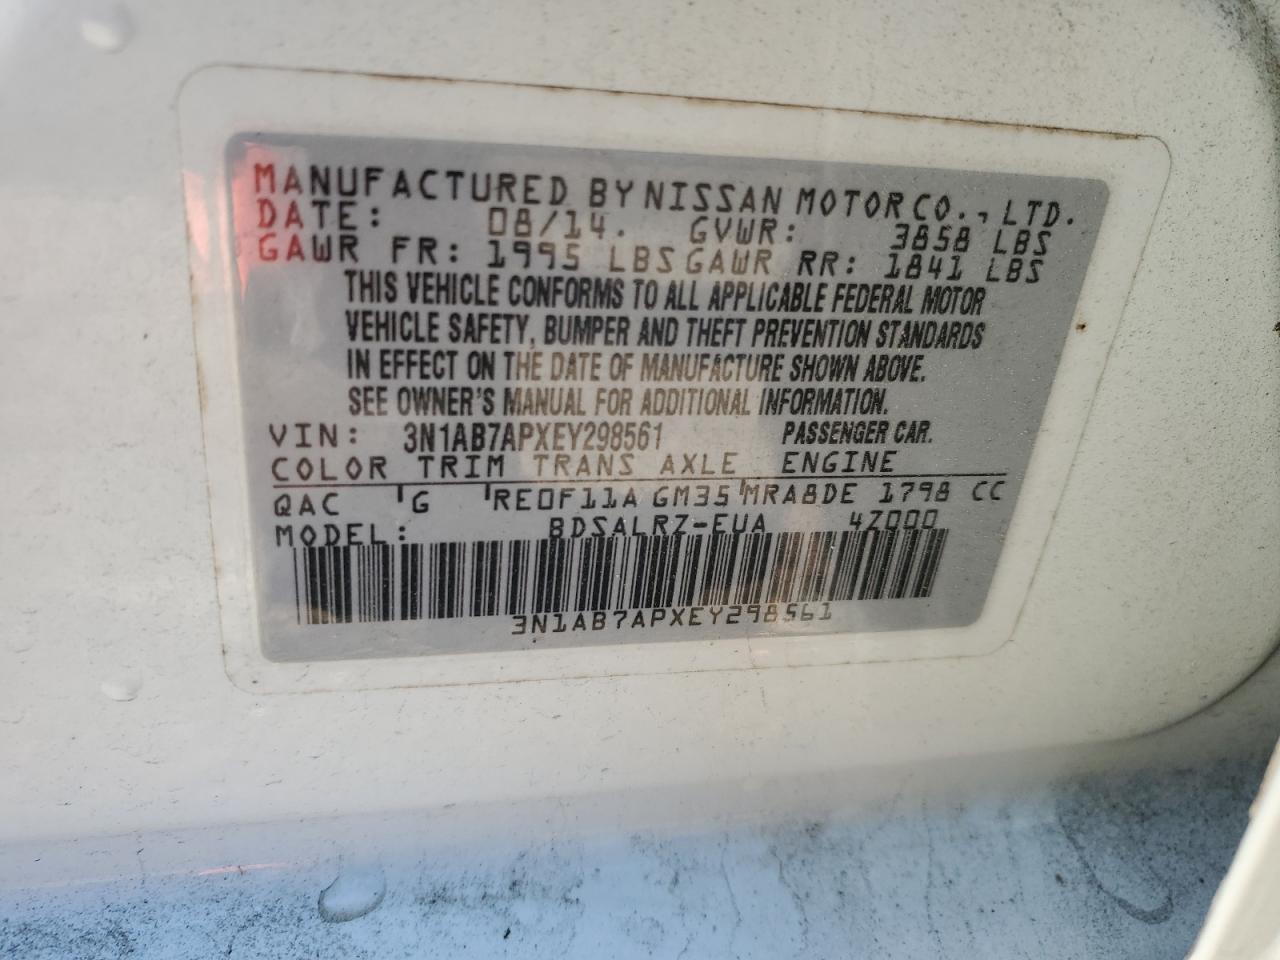 MANUFACTURED BY NISSAN MOTOR CO., LTD.
DATE: 08/14. GVWR: 3858 LBS
GAWR FR: 1995 LBS GAWR RR: 1841 LBS
THIS VEHICLE CONFORMS TO ALL APPLICABLE FEDERAL MOTOR
VEHICLE SAFETY, BUMPER AND THEFT PREVENTION STANDARDS
IN EFFECT ON THE DATE OF MANUFACTURE SHOWN ABOVE.
SEE OWNER'S MANUAL FOR ADDITIONAL INFORMATION.
VIN: 3N1AB7APXEY298561 PASSENGER CAR.
COLOR TRIM TRANS AXLE ENGINE
QAC G RE0F11A GM35 MRA8DE 1798 CC
MODEL: BDSALRZ-EUA 4Z000
3N1AB7APXEY298561